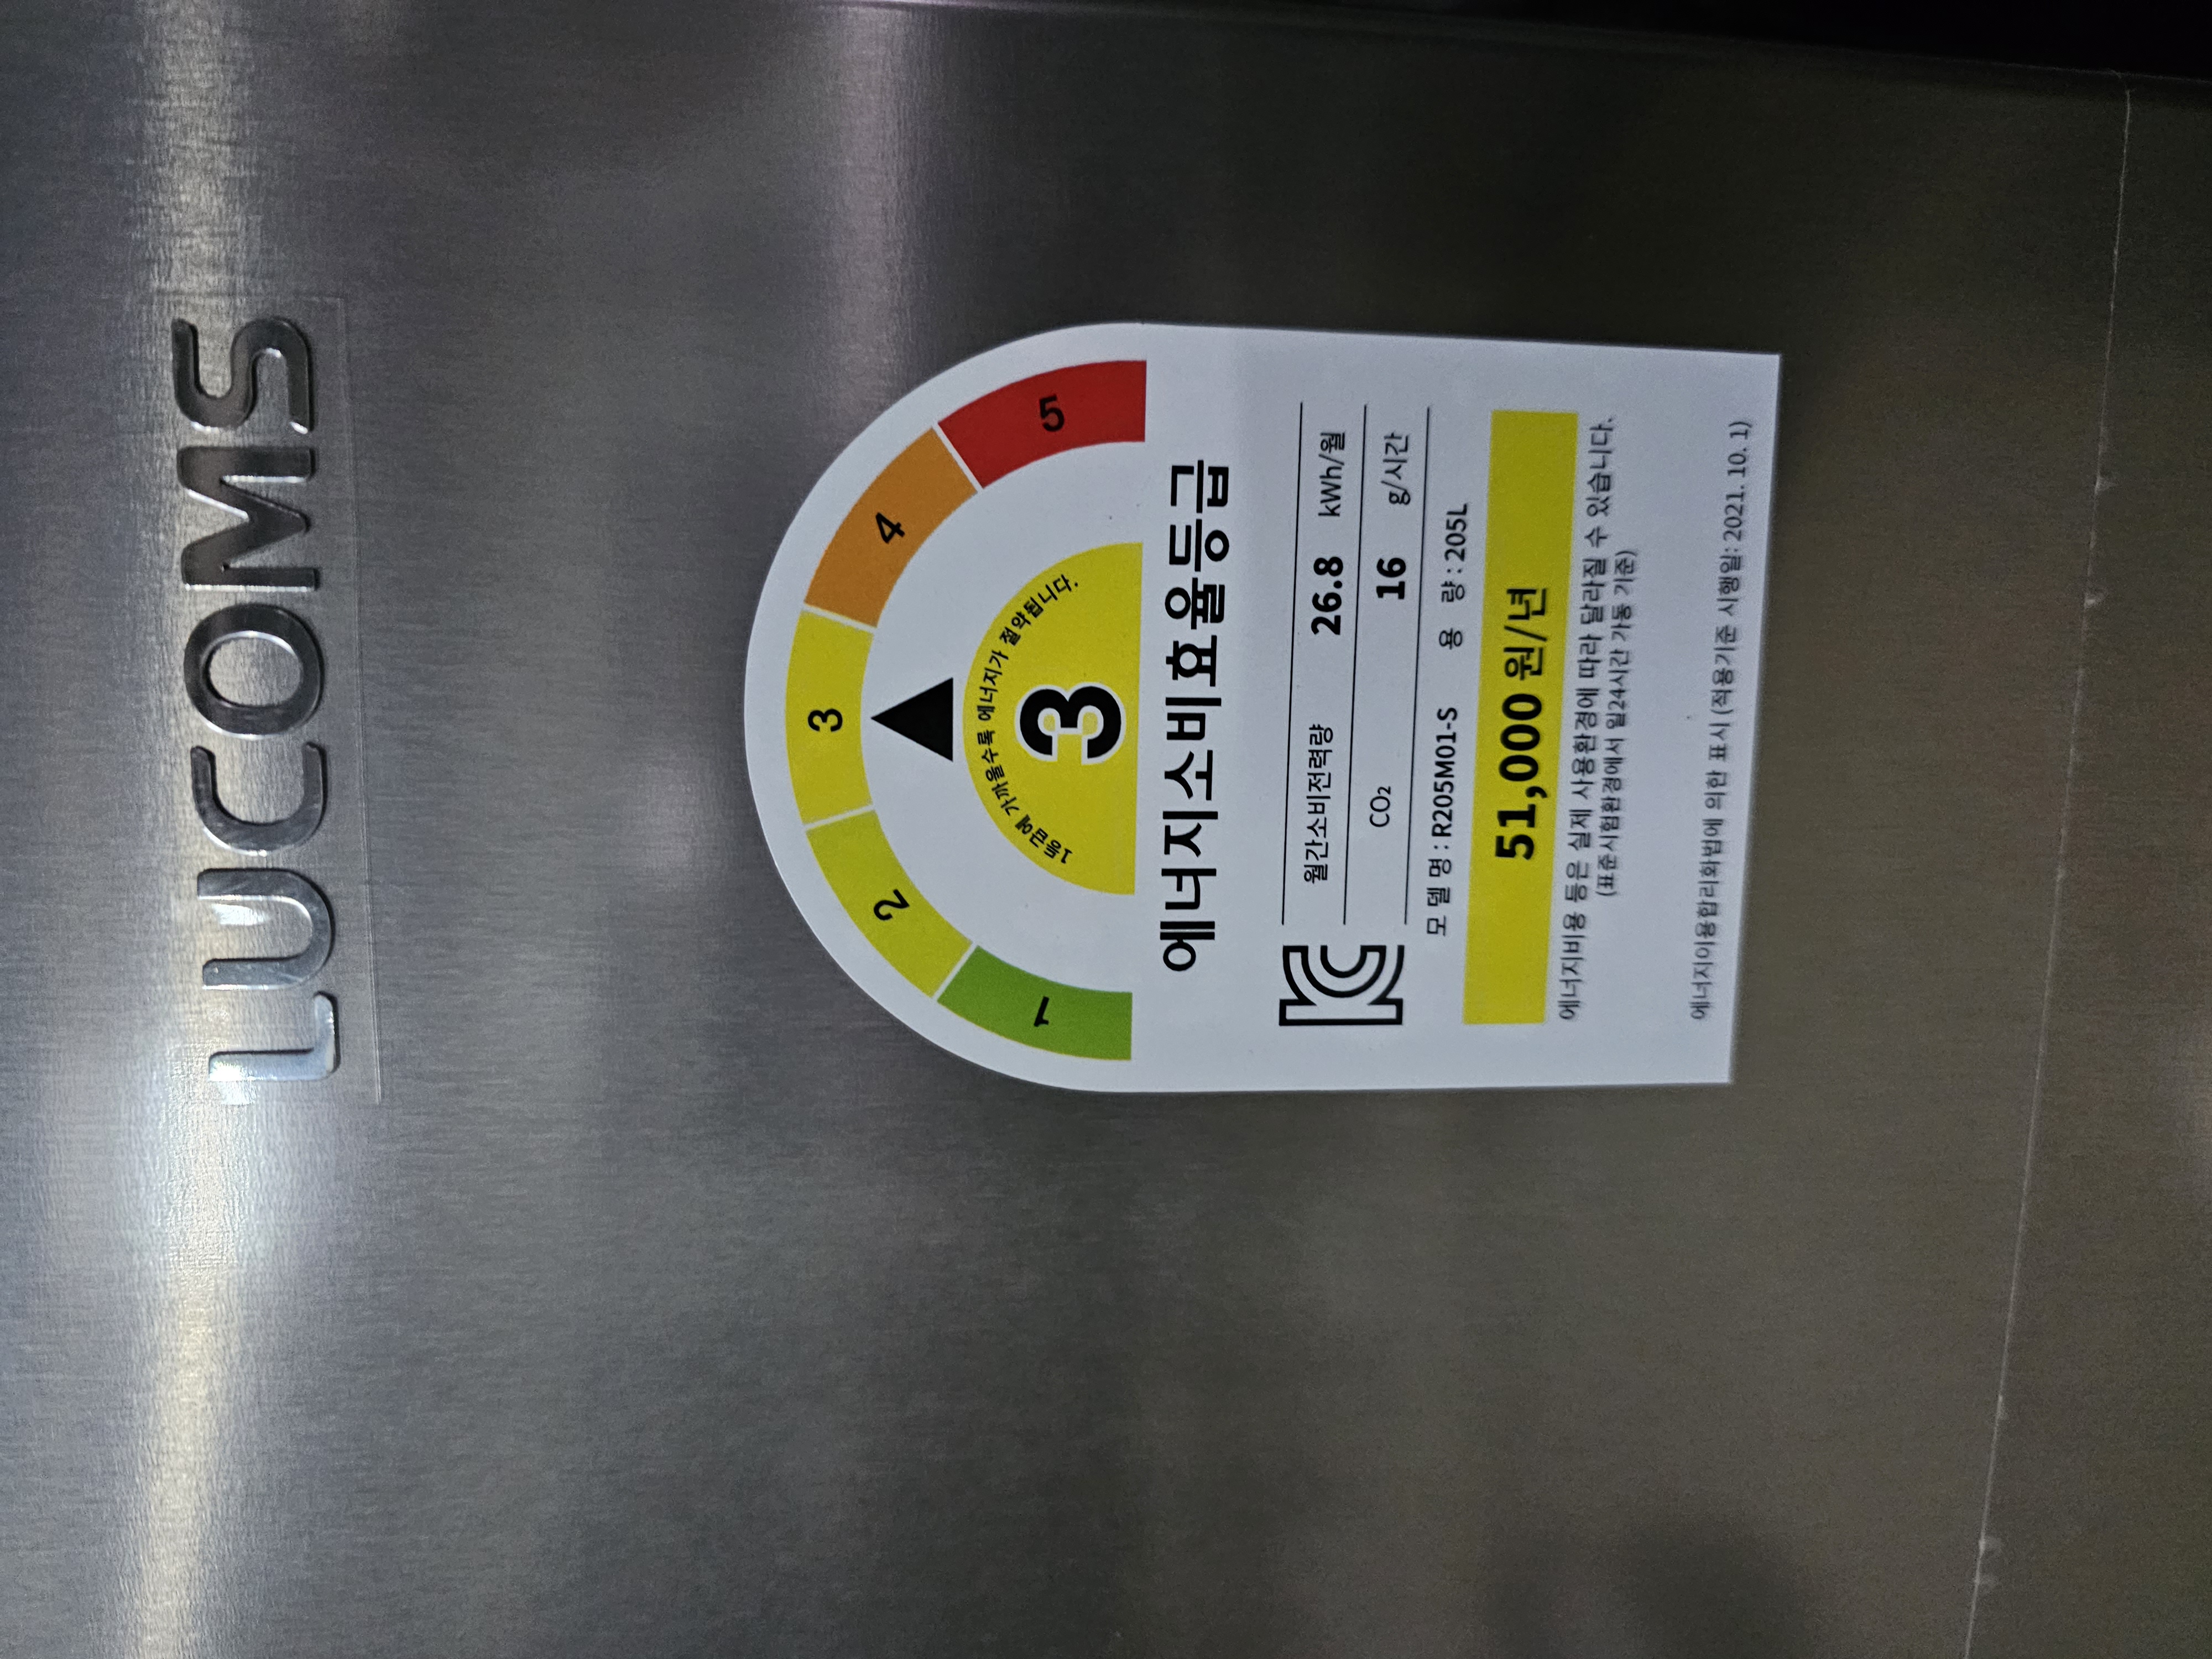 LUCOMS
1 2 3 4 5
1등급에 가까울수록 에너지가 절약됩니다.
3
에너지소비효율등급
월간소비전력량 26.8 kWh/월
CO₂ 16 g/시간
모 델 명 : R205M01-S 용 량 : 205L
51,000 원/년
에너지비용 등은 실제 사용환경에 따라 달라질 수 있습니다.
(표준시험환경에서 일24시간 가동 기준)
에너지이용합리화법에 의한 표시 (적용기준 시행일: 2021. 10. 1)